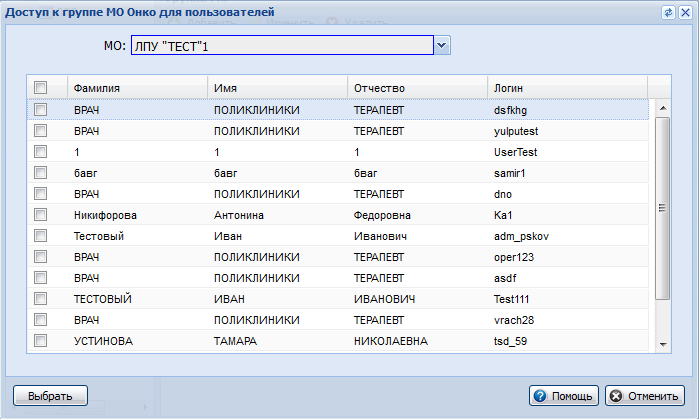 Доступ к группе МО Онко для пользователей
МО: ЛПУ "ТЕСТ"1
Фамилия Имя Отчество Логин
ВРАЧ ПОЛИКЛИНИКИ ТЕРАПЕВТ dsfkhg
ВРАЧ ПОЛИКЛИНИКИ ТЕРАПЕВТ yulputest
1 1 1 UserTest
бавг бавг бваг samir1
ВРАЧ ПОЛИКЛИНИКИ ТЕРАПЕВТ dno
Никифорова Антонина Федоровна Ka1
Тестовый Иван Иванович adm_pskov
ВРАЧ ПОЛИКЛИНИКИ ТЕРАПЕВТ oper123
ВРАЧ ПОЛИКЛИНИКИ ТЕРАПЕВТ asdf
ТЕСТОВЫЙ ИВАН ИВАНОВИЧ Test111
ВРАЧ ПОЛИКЛИНИКИ ТЕРАПЕВТ vrach28
УСТИНОВА ТАМАРА НИКОЛАЕВНА tsd_59
Выбрать Помощь Отменить